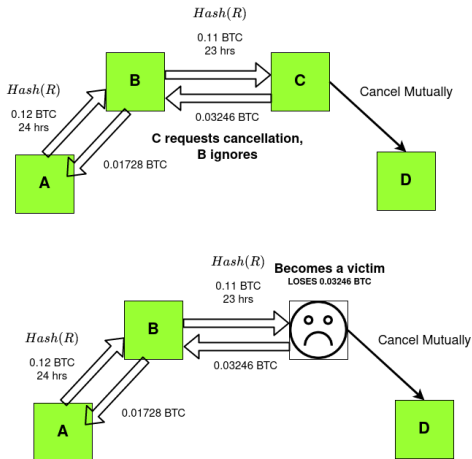 Hash(R)
0.11 BTC
23 hrs
B
C
Hash(R)
0.12 BTC
24 hrs
Cancel Mutually
0.03246 BTC
C requests cancellation,
B ignores
0.01728 BTC
A
D
Hash(R)
Becomes a victim
LOSES 0.03246 BTC
0.11 BTC
23 hrs
B
Hash(R)
0.12 BTC
24 hrs
Cancel Mutually
0.03246 BTC
0.01728 BTC
A
D